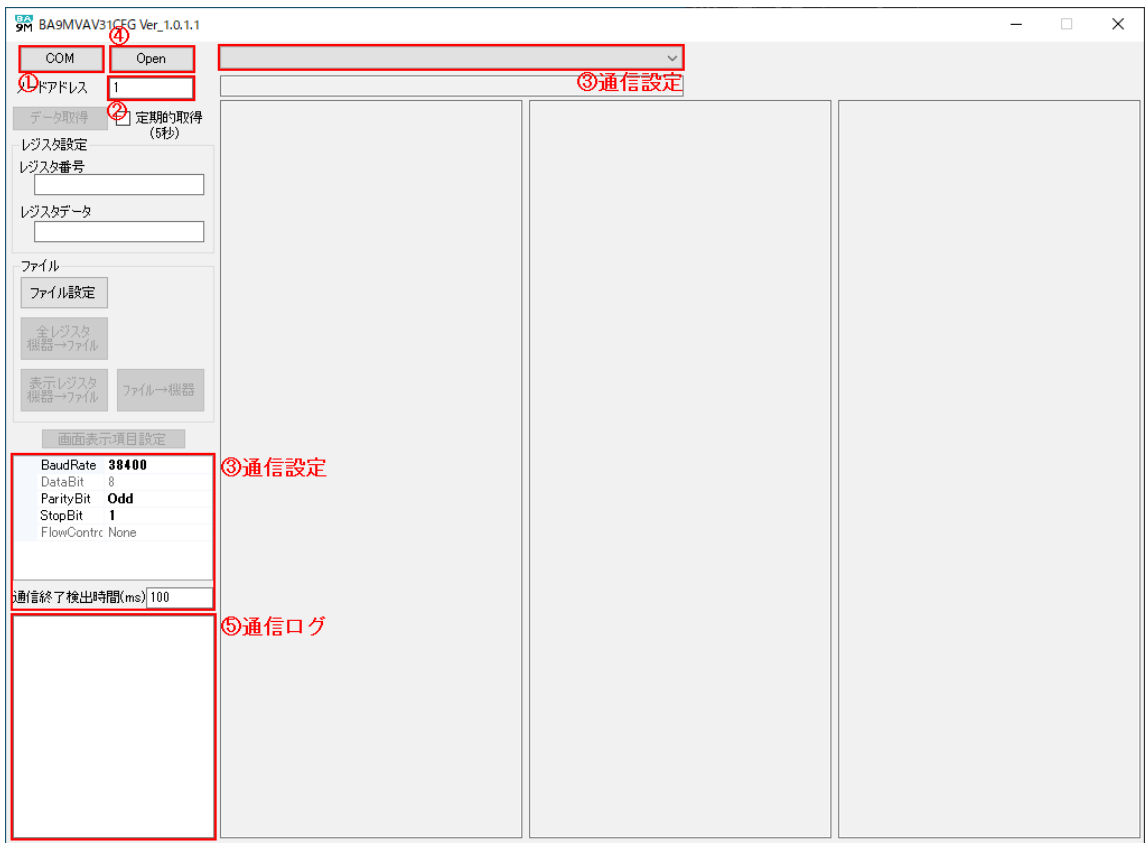 BA9M BA9MVAV31CFG Ver_1.0.1.1
④
COM Open
①
③通信設定
ノードアドレス 1
②
データ取得 定期的取得
(5秒)
レジスタ設定
レジスタ番号
レジスタデータ
ファイル
ファイル設定
全レジスタ
機器→ファイル
表示レジスタ
機器→ファイル
ファイル→機器
画面表示項目設定
③通信設定
BaudRate 38400
DataBit 8
ParityBit Odd
StopBit 1
FlowContrc None
通信終了検出時間(ms) 100
⑤通信ログ